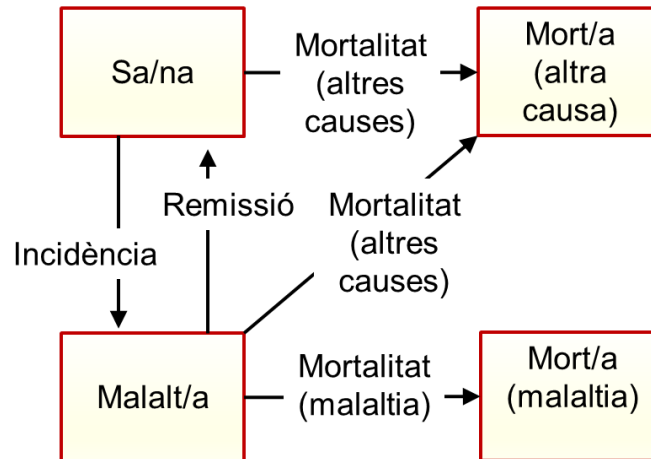 Sa/na
Mortalitat
(altres
causes)
Mort/a
(altra
causa)
Incidència
Remissió
Mortalitat
(altres
causes)
Malalt/a
Mortalitat
(malaltia)
Mort/a
(malaltia)